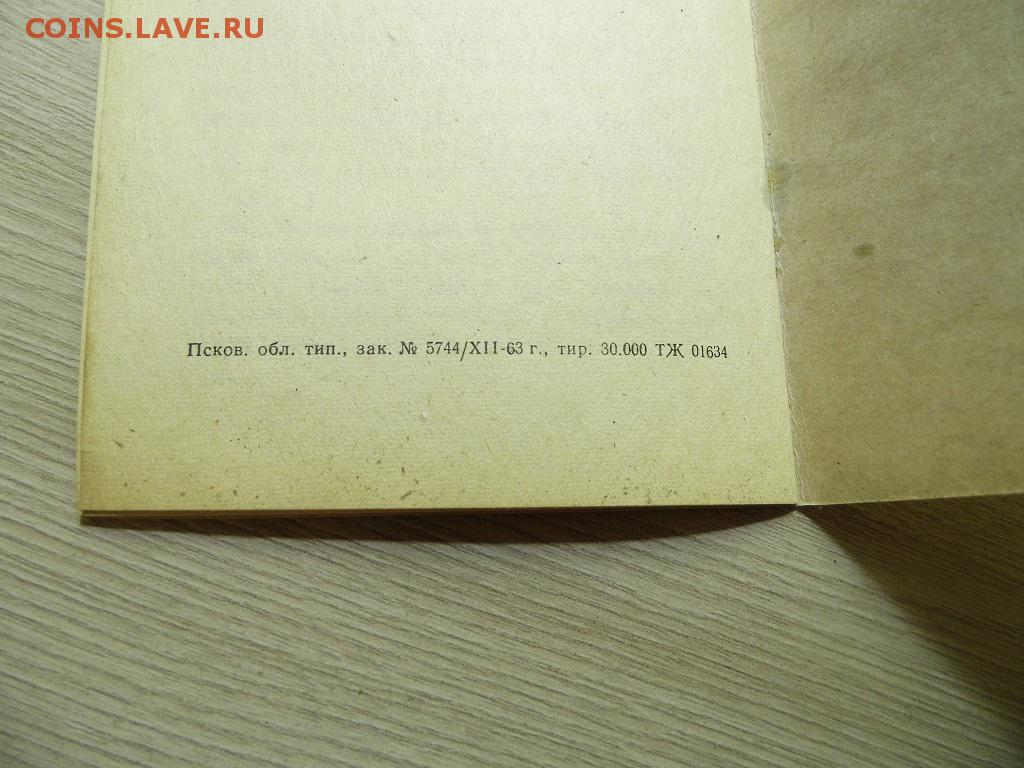 COINS.LAVE.RU
Псков. обл. тип., зак. № 5744/XII-63 г., тир. 30.000 ТЖ 01634